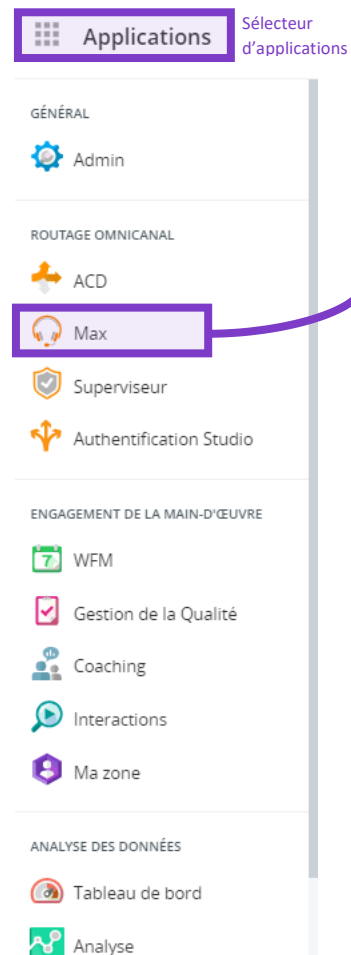 Applications
Sélecteur
d'applications
GÉNÉRAL
Admin
ROUTAGE OMNICANAL
ACD
Max
Superviseur
Authentification Studio
ENGAGEMENT DE LA MAIN-D'ŒUVRE
7
WFM
Gestion de la Qualité
Coaching
Interactions
Ma zone
ANALYSE DES DONNÉES
Tableau de bord
Analyse